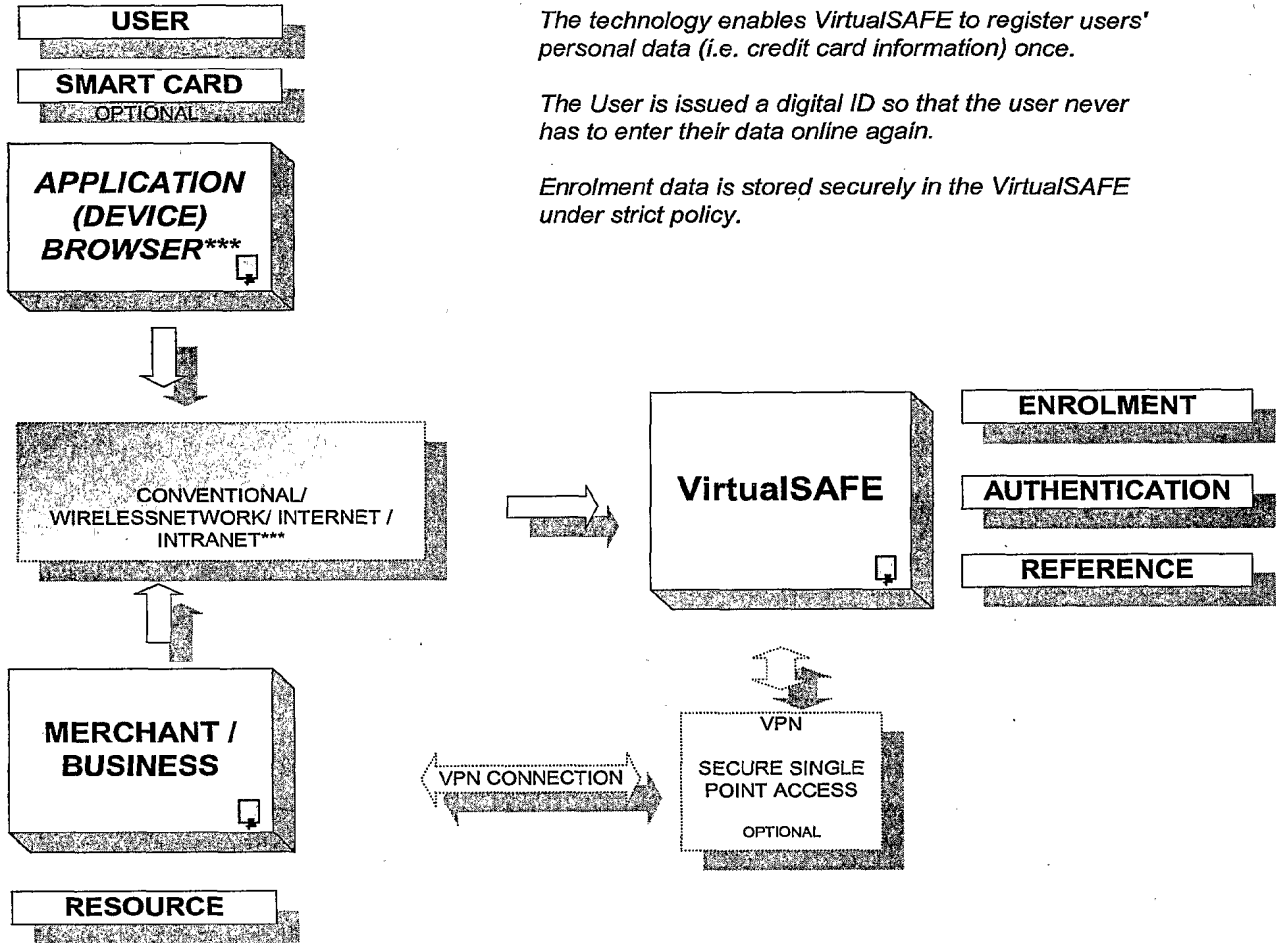 USER
SMART CARD
OPTIONAL
APPLICATION
(DEVICE)
BROWSER***
The technology enables VirtualSAFE to register users'
personal data (i.e. credit card information) once.
The User is issued a digital ID so that the user never
has to enter their data online again.
Enrolment data is stored securely in the VirtualSAFE
under strict policy.
CONVENTIONAL/
WIRELESSNETWORK/ INTERNET /
INTRANET***
VirtualSAFE
ENROLMENT
AUTHENTICATION
REFERENCE
MERCHANT /
BUSINESS
VPN CONNECTION
VPN
SECURE SINGLE
POINT ACCESS
OPTIONAL
RESOURCE